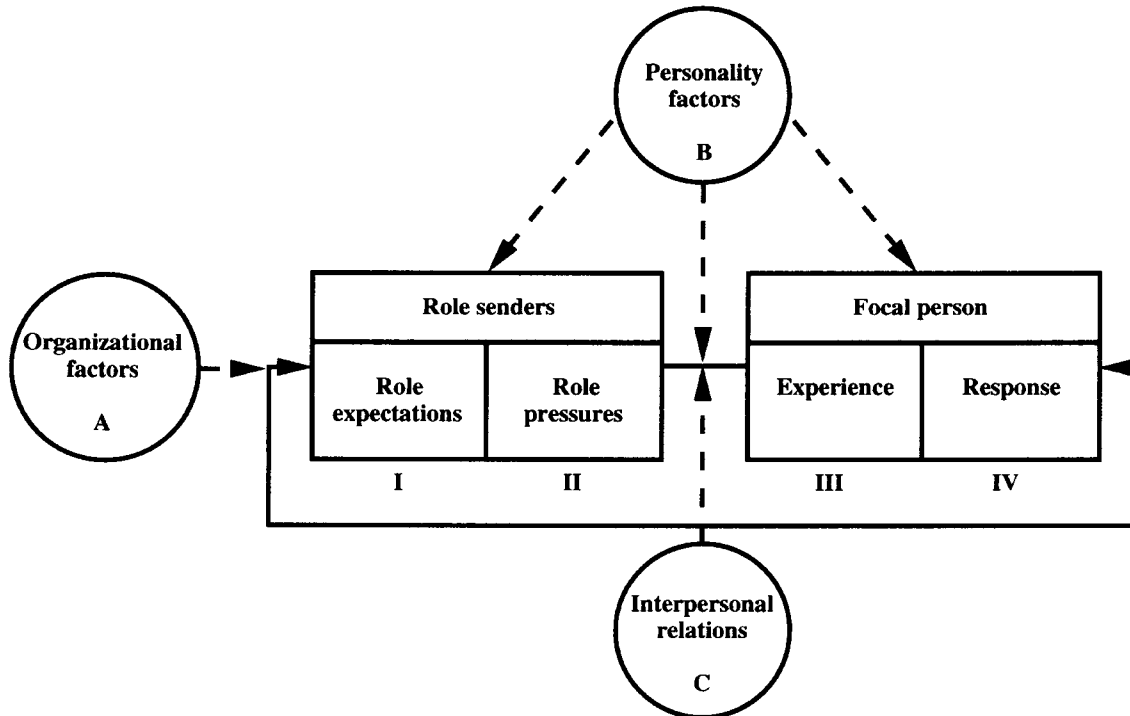 Personality
factors
B
Role senders
Focal person
Organizational
factors
A
Role
expectations
Role
pressures
Experience
Response
I
II
III
IV
Interpersonal
relations
C